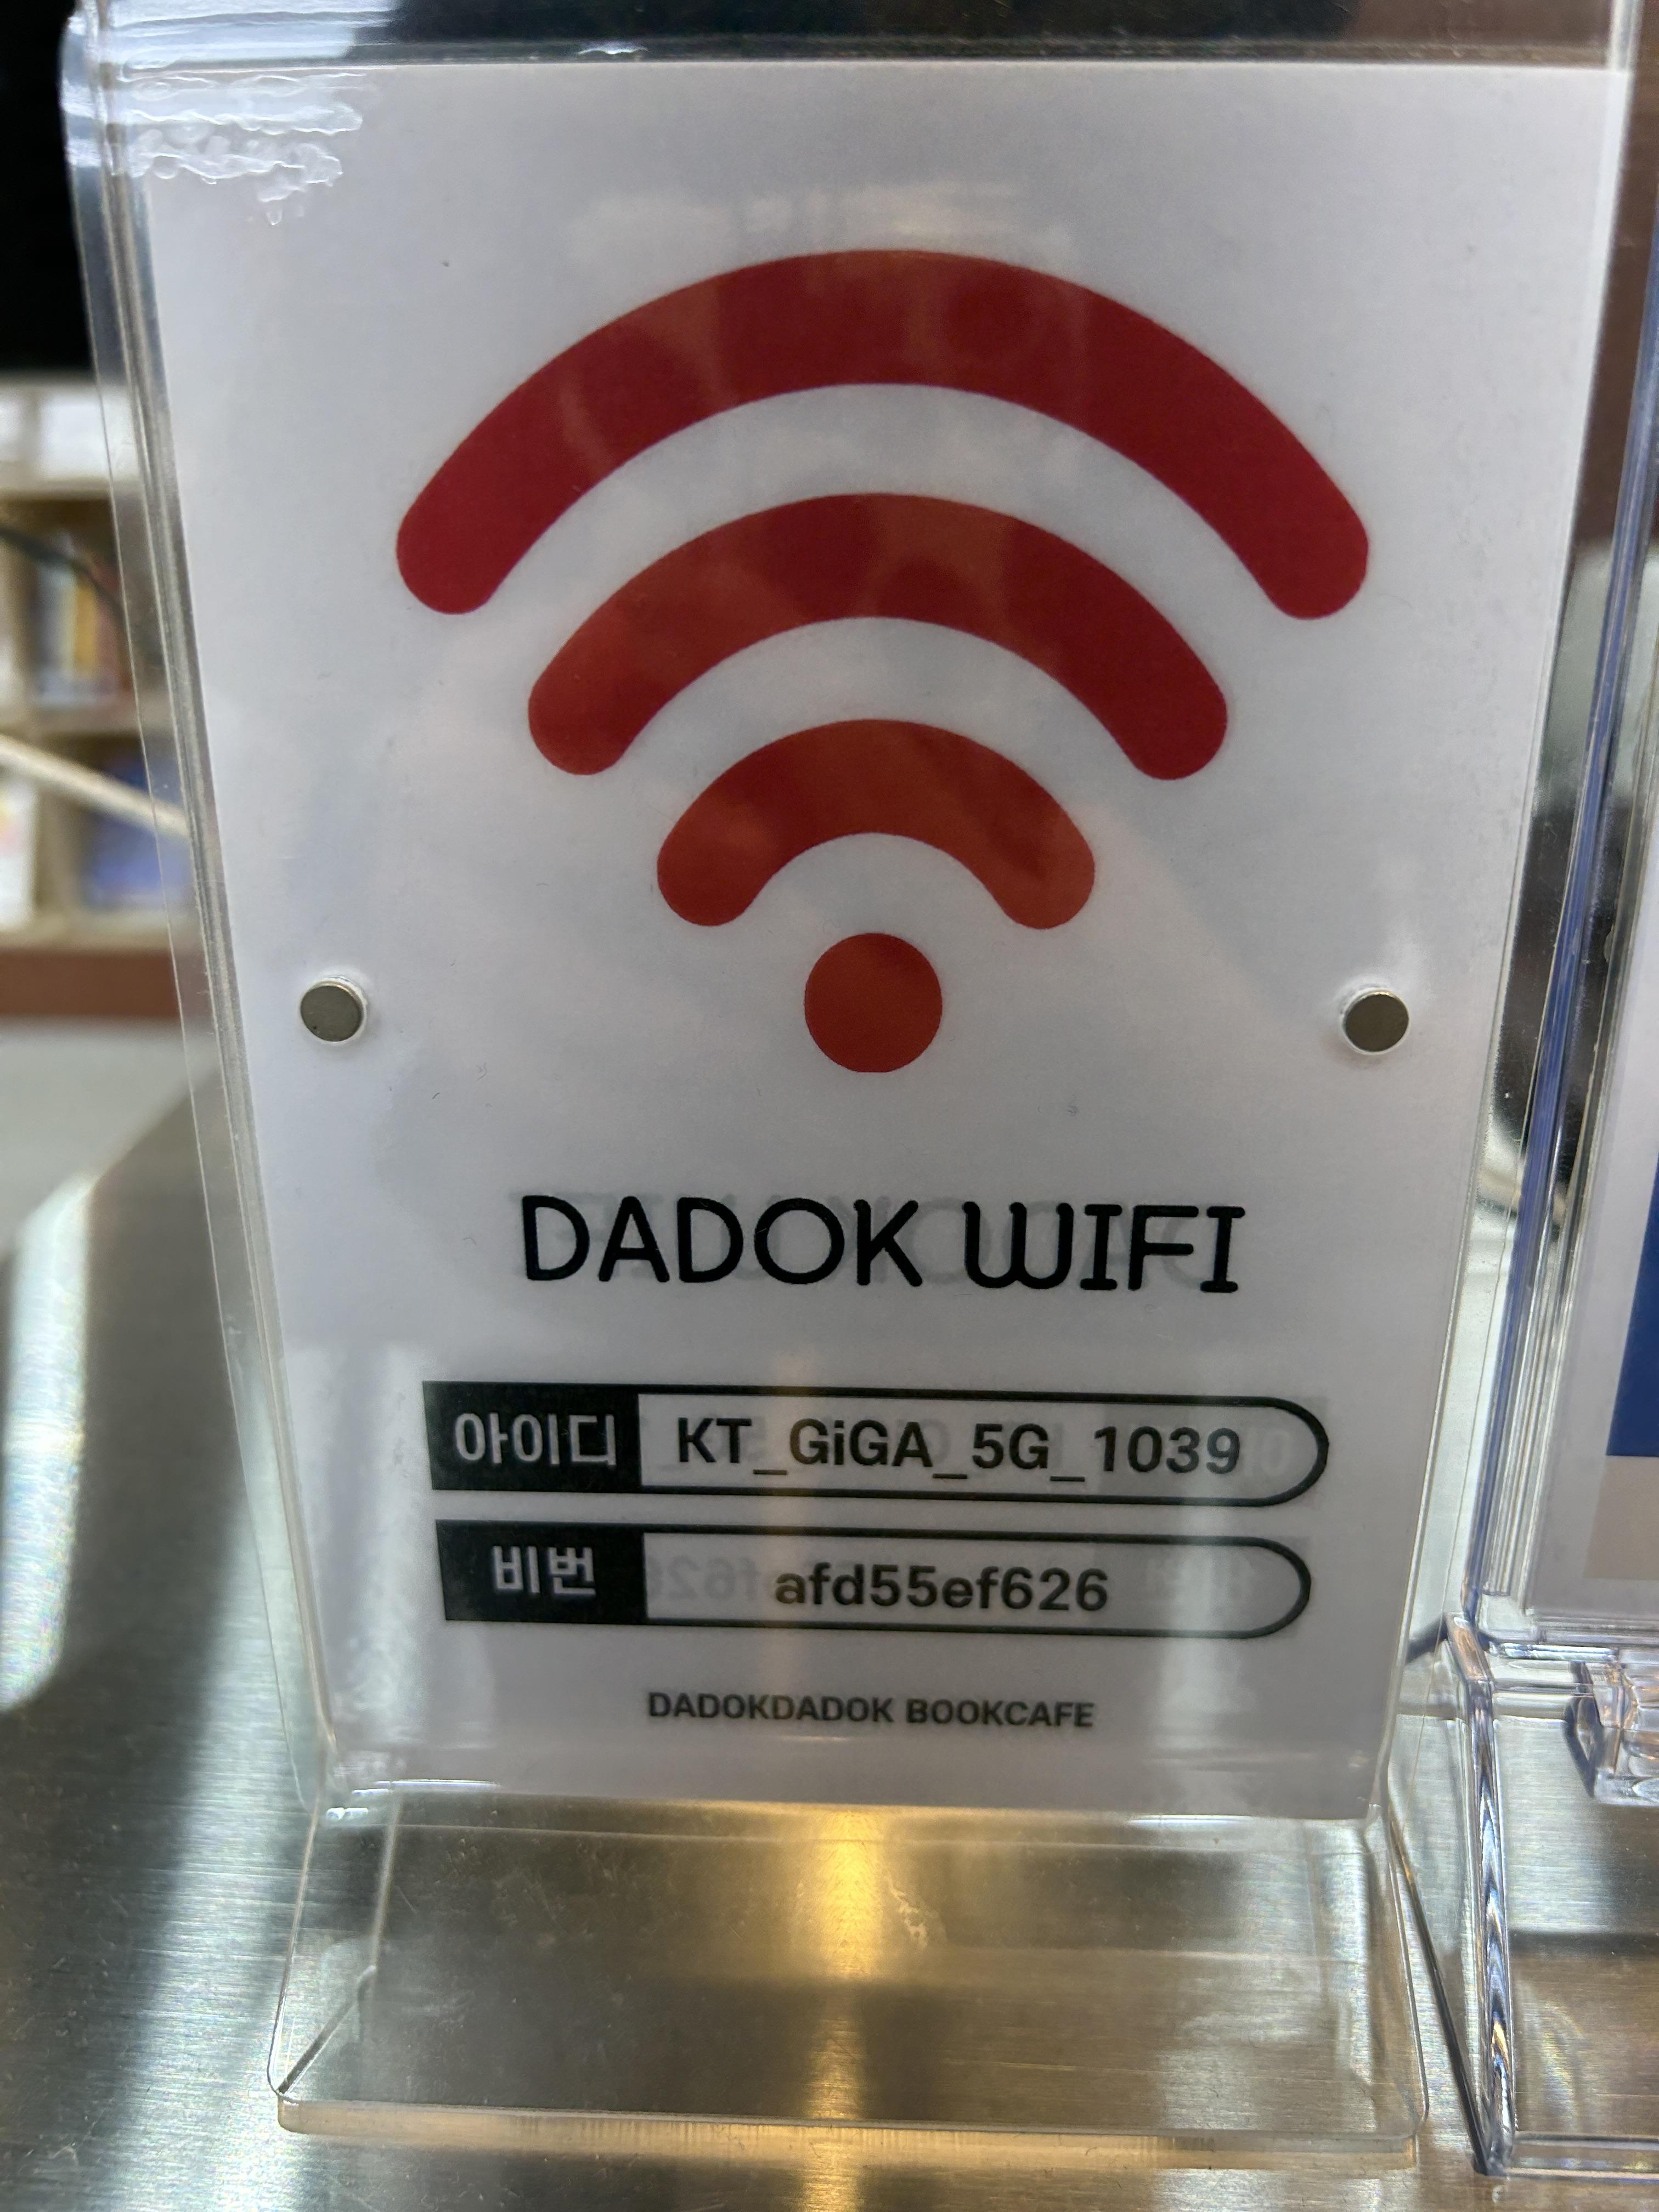 DADOK WIFI
아이디 KT_GiGA_5G_1039
비번 afd55ef626
DADOKDADOK BOOKCAFE